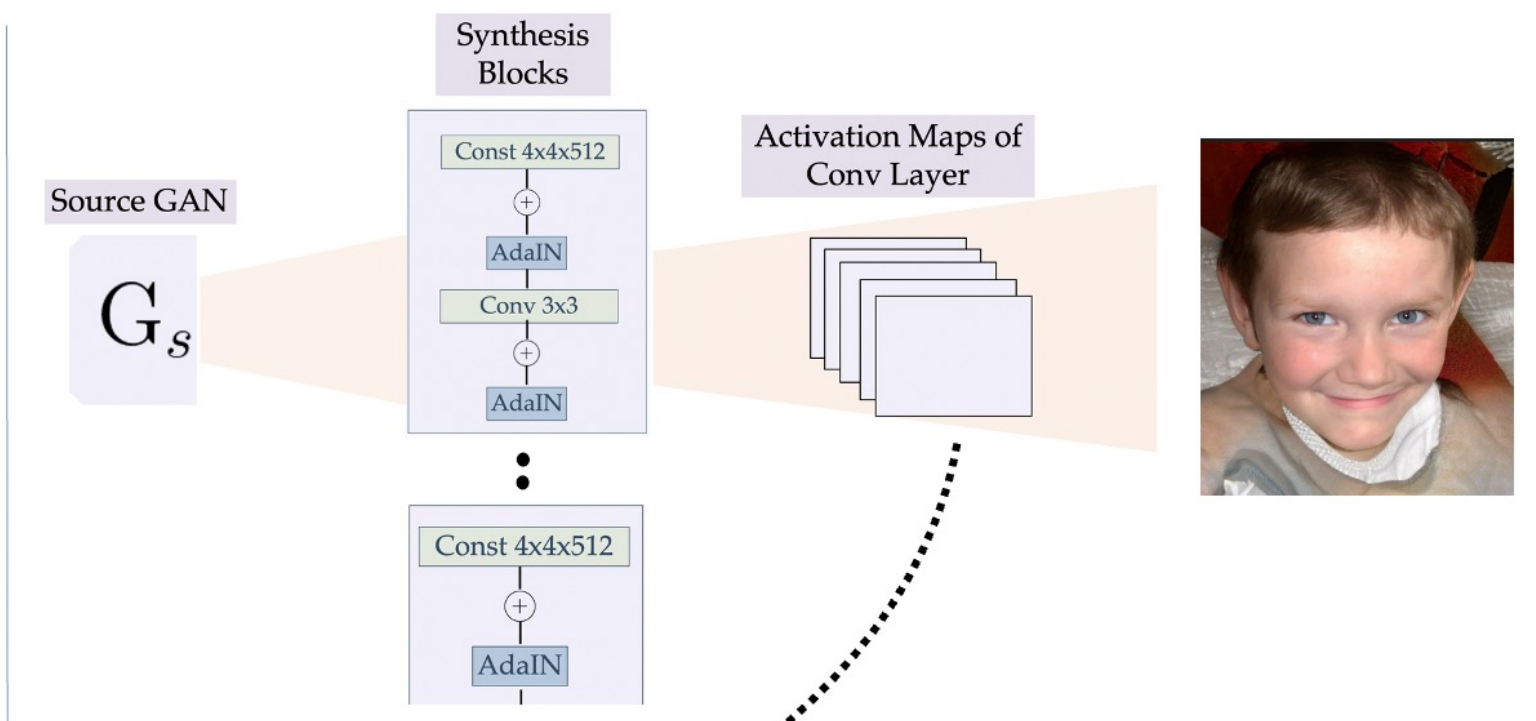 Synthesis
Blocks
Source GAN
G_s
Const 4x4x512
+
AdaIN
Conv 3x3
+
AdaIN
Const 4x4x512
+
AdaIN
Activation Maps of
Conv Layer